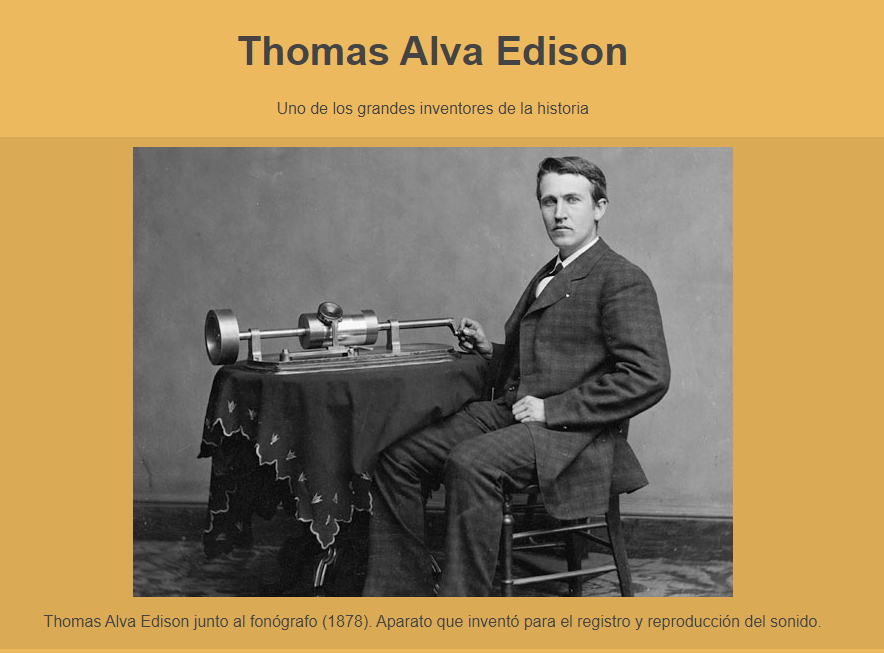 Thomas Alva Edison
Uno de los grandes inventores de la historia
Thomas Alva Edison junto al fonógrafo (1878). Aparato que inventó para el registro y reproducción del sonido.